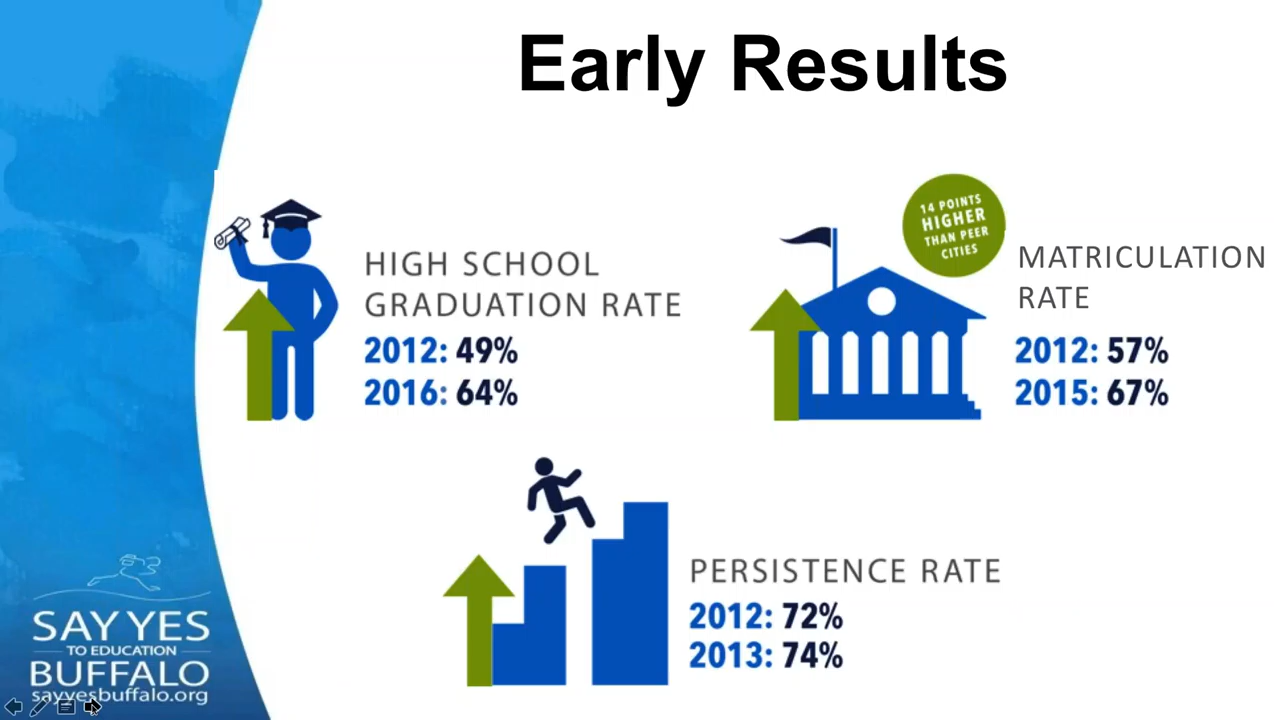 Early Results
HIGH SCHOOL
GRADUATION RATE
2012: 49%
2016: 64%
14 POINTS
HIGHER
THAN PEER
CITIES
MATRICULATION
RATE
2012: 57%
2015: 67%
PERSISTENCE RATE
2012: 72%
2013: 74%
SAY YES
TO EDUCATION
BUFFALO
sayyesbuffalo.org